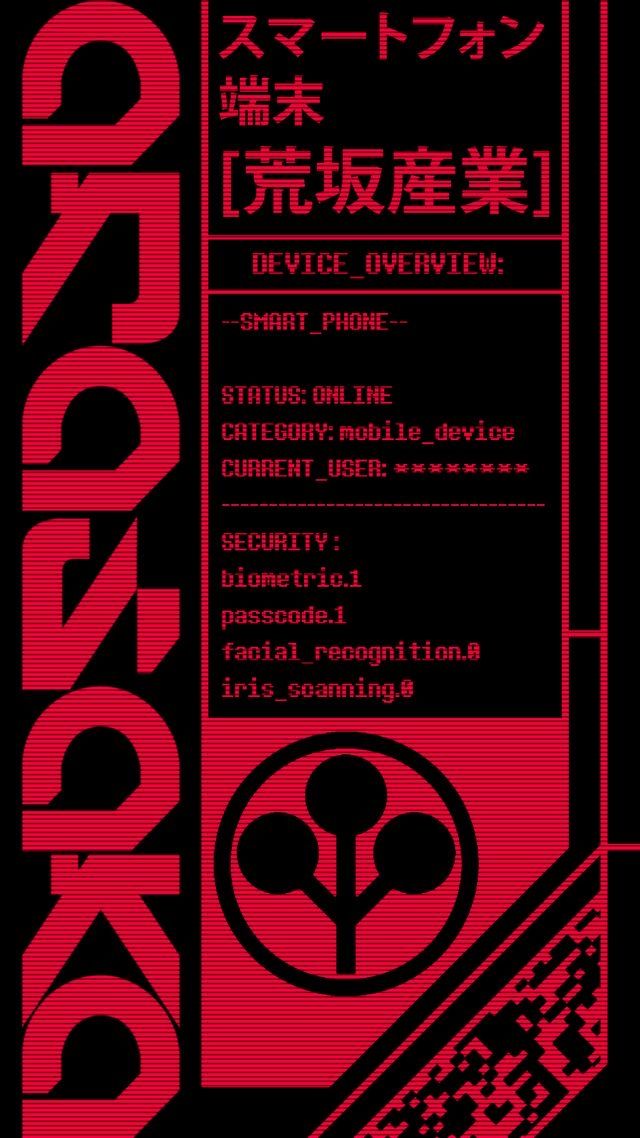 ARASAKA
スマートフォン
端末
[荒坂産業]
DEVICE_OVERVIEW:
--SMART_PHONE--
STATUS: ONLINE
CATEGORY: mobile_device
CURRENT_USER: ********
----------------------------------
SECURITY:
biometric.1
passcode.1
facial_recognition.0
iris_scanning.0